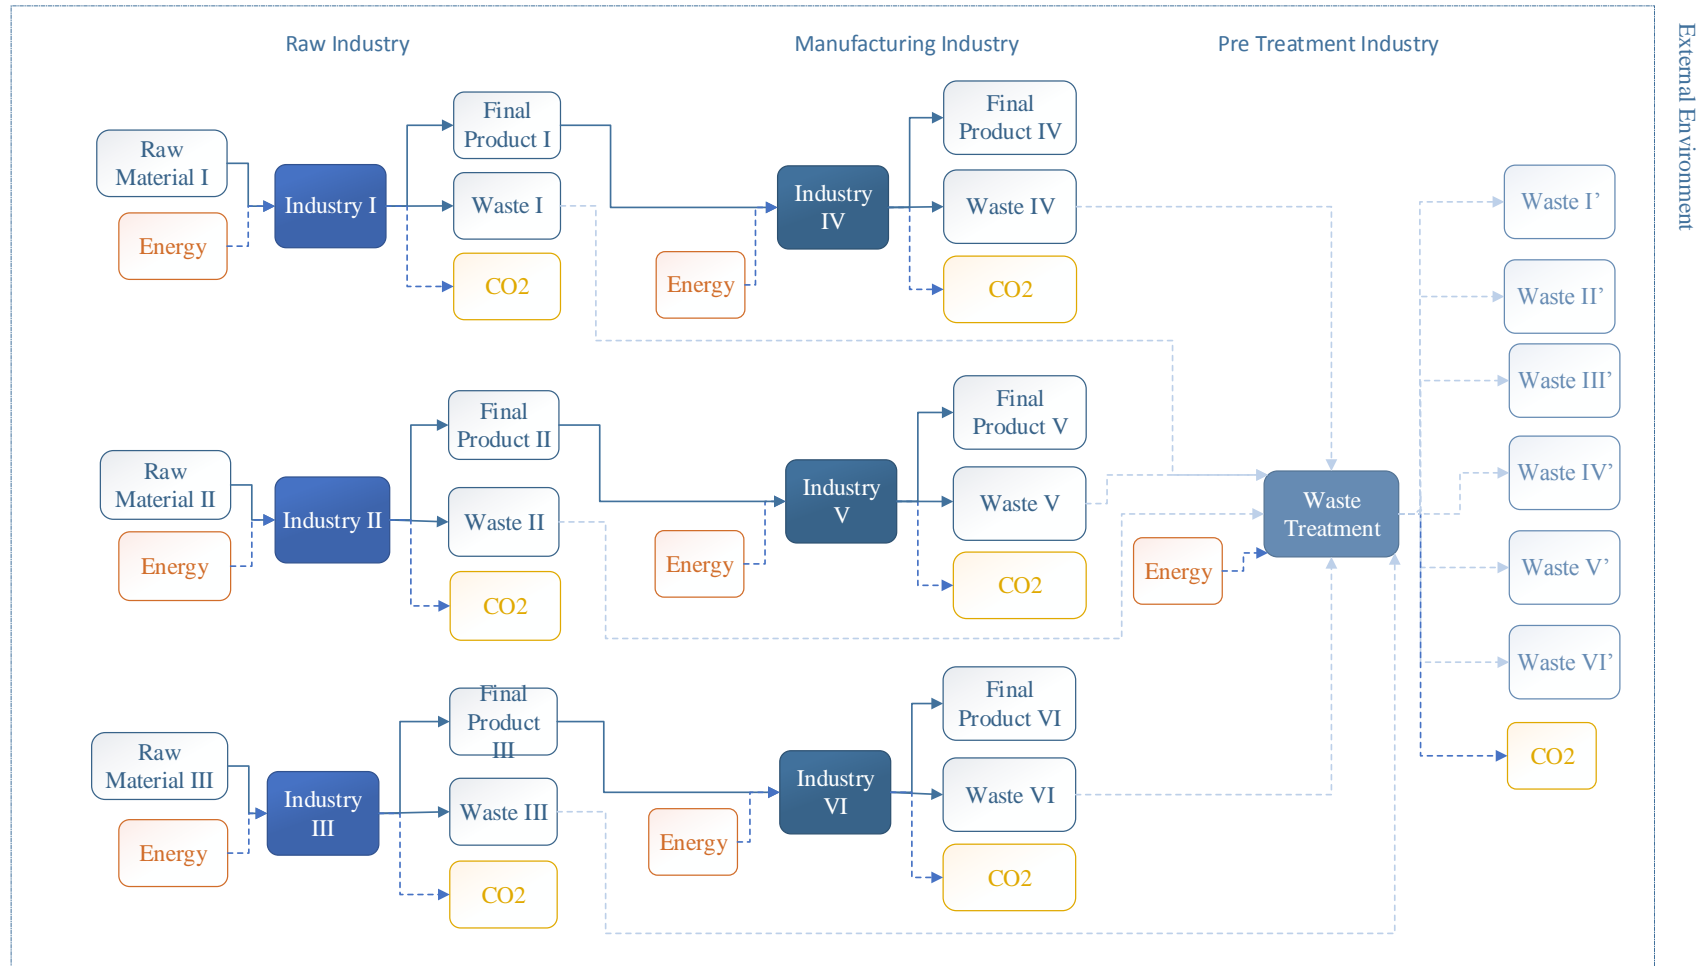 Raw Industry
Manufacturing Industry
Pre Treatment Industry
External Environment
Raw
Material I
Energy
Industry I
Final
Product I
Waste I
CO2
Energy
Industry
IV
Final
Product IV
Waste IV
CO2
Raw
Material II
Energy
Industry II
Final
Product II
Waste II
CO2
Energy
Industry
V
Final
Product V
Waste V
CO2
Raw
Material III
Energy
Industry
III
Final
Product
III
Waste III
CO2
Energy
Industry
VI
Final
Product VI
Waste VI
CO2
Energy
Waste
Treatment
Waste I’
Waste II’
Waste III’
Waste IV’
Waste V’
Waste VI’
CO2